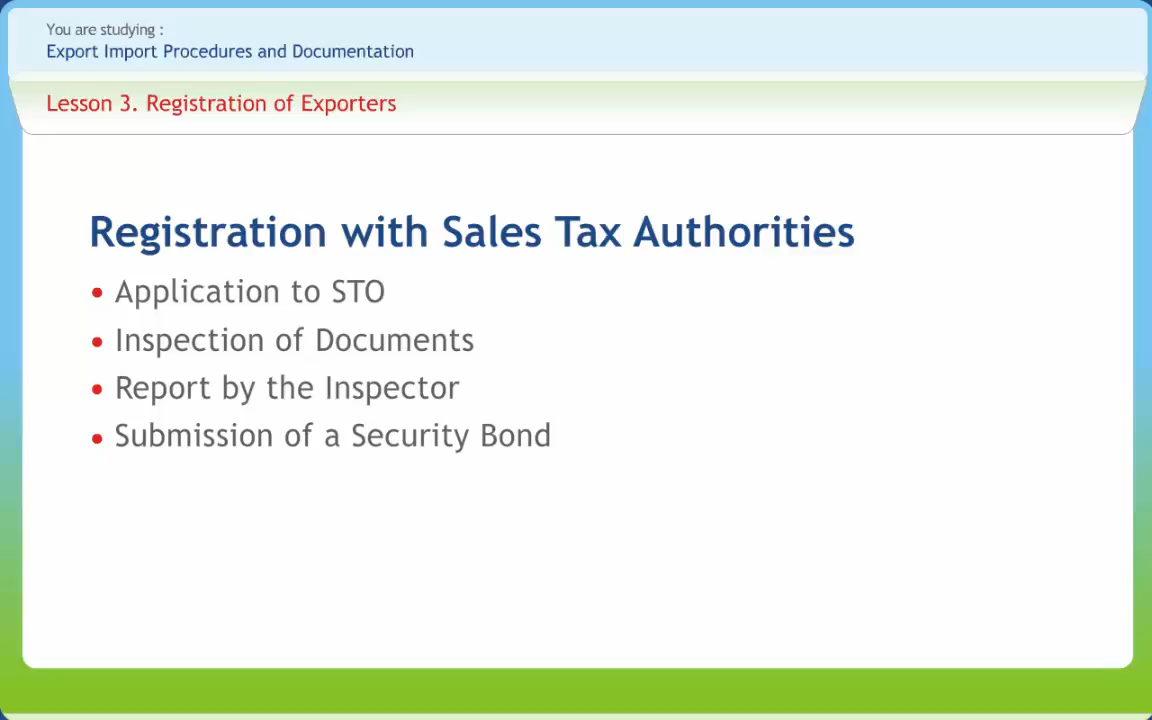 You are studying :
Export Import Procedures and Documentation
Lesson 3. Registration of Exporters
Registration with Sales Tax Authorities
• Application to STO
• Inspection of Documents
• Report by the Inspector
• Submission of a Security Bond